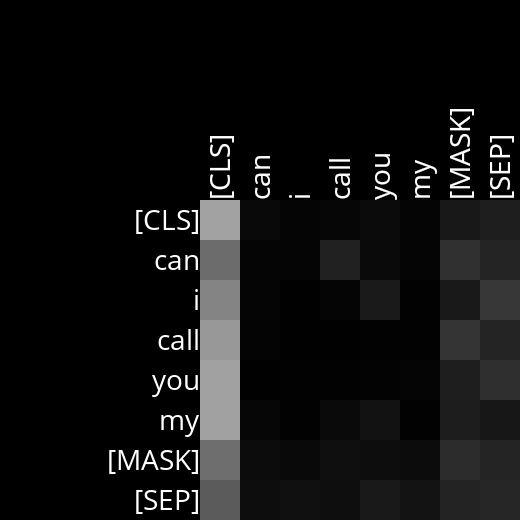 [CLS] can i call you my [MASK] [SEP]
[CLS]
can
i
call
you
my
[MASK]
[SEP]